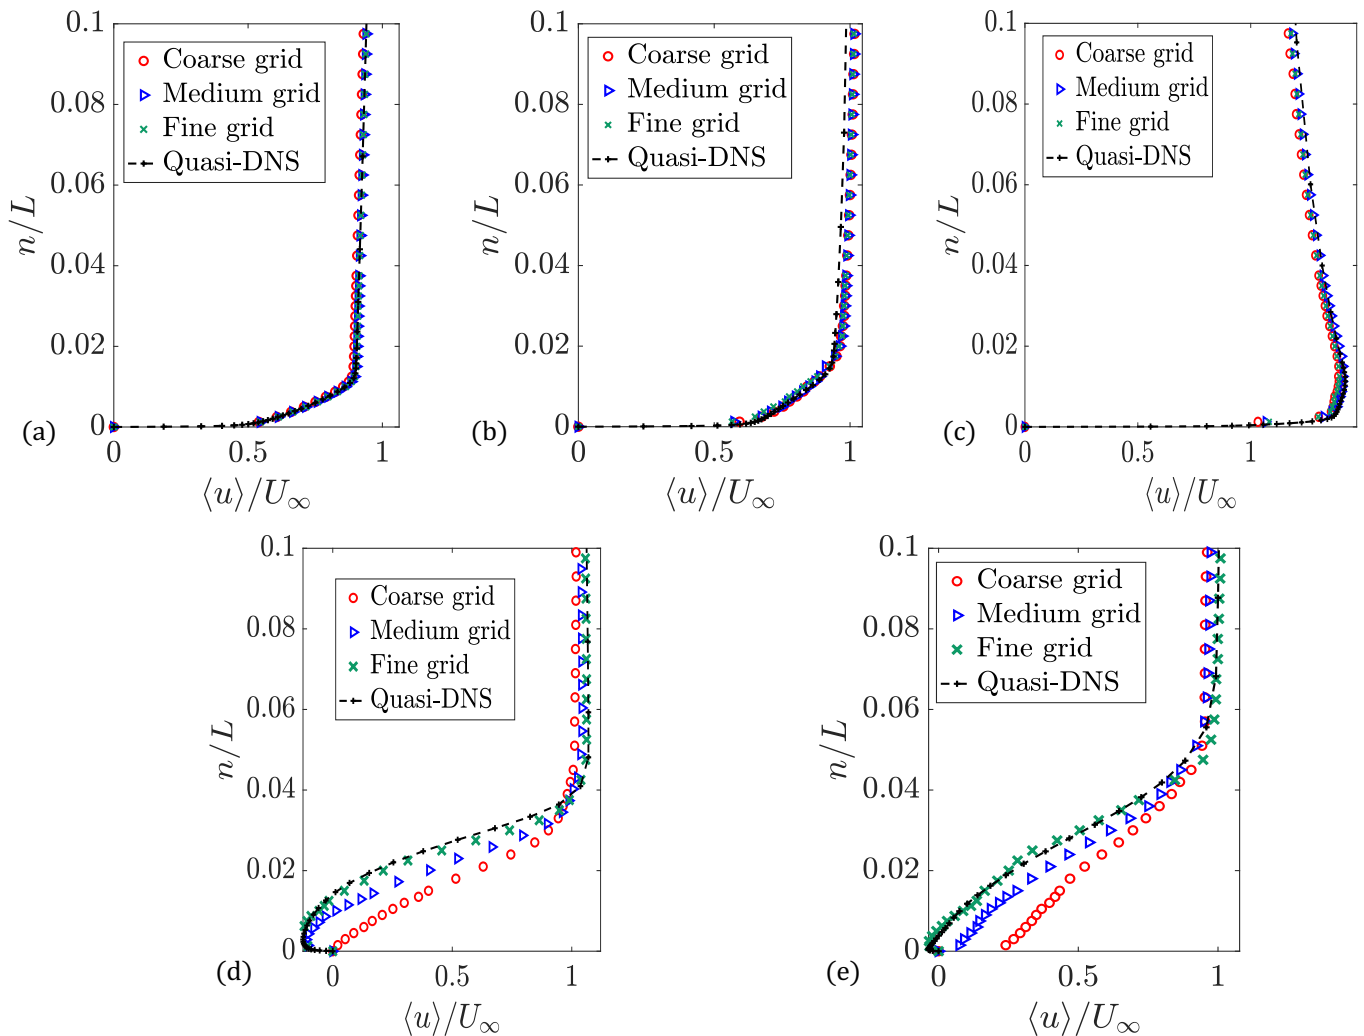 0.1
0.08
0.06
0.04
0.02
0
n/L
Coarse grid
Medium grid
Fine grid
Quasi-DNS
(a)
0
0.5
1
⟨u⟩/U∞
0.1
0.08
0.06
0.04
0.02
0
n/L
Coarse grid
Medium grid
Fine grid
Quasi-DNS
(b)
0
0.5
1
⟨u⟩/U∞
0.1
0.08
0.06
0.04
0.02
0
n/L
Coarse grid
Medium grid
Fine grid
Quasi-DNS
(c)
0
0.5
1
⟨u⟩/U∞
0.1
0.08
0.06
0.04
0.02
0
n/L
Coarse grid
Medium grid
Fine grid
Quasi-DNS
(d)
0
0.5
1
⟨u⟩/U∞
0.1
0.08
0.06
0.04
0.02
0
n/L
Coarse grid
Medium grid
Fine grid
Quasi-DNS
(e)
0
0.5
1
⟨u⟩/U∞